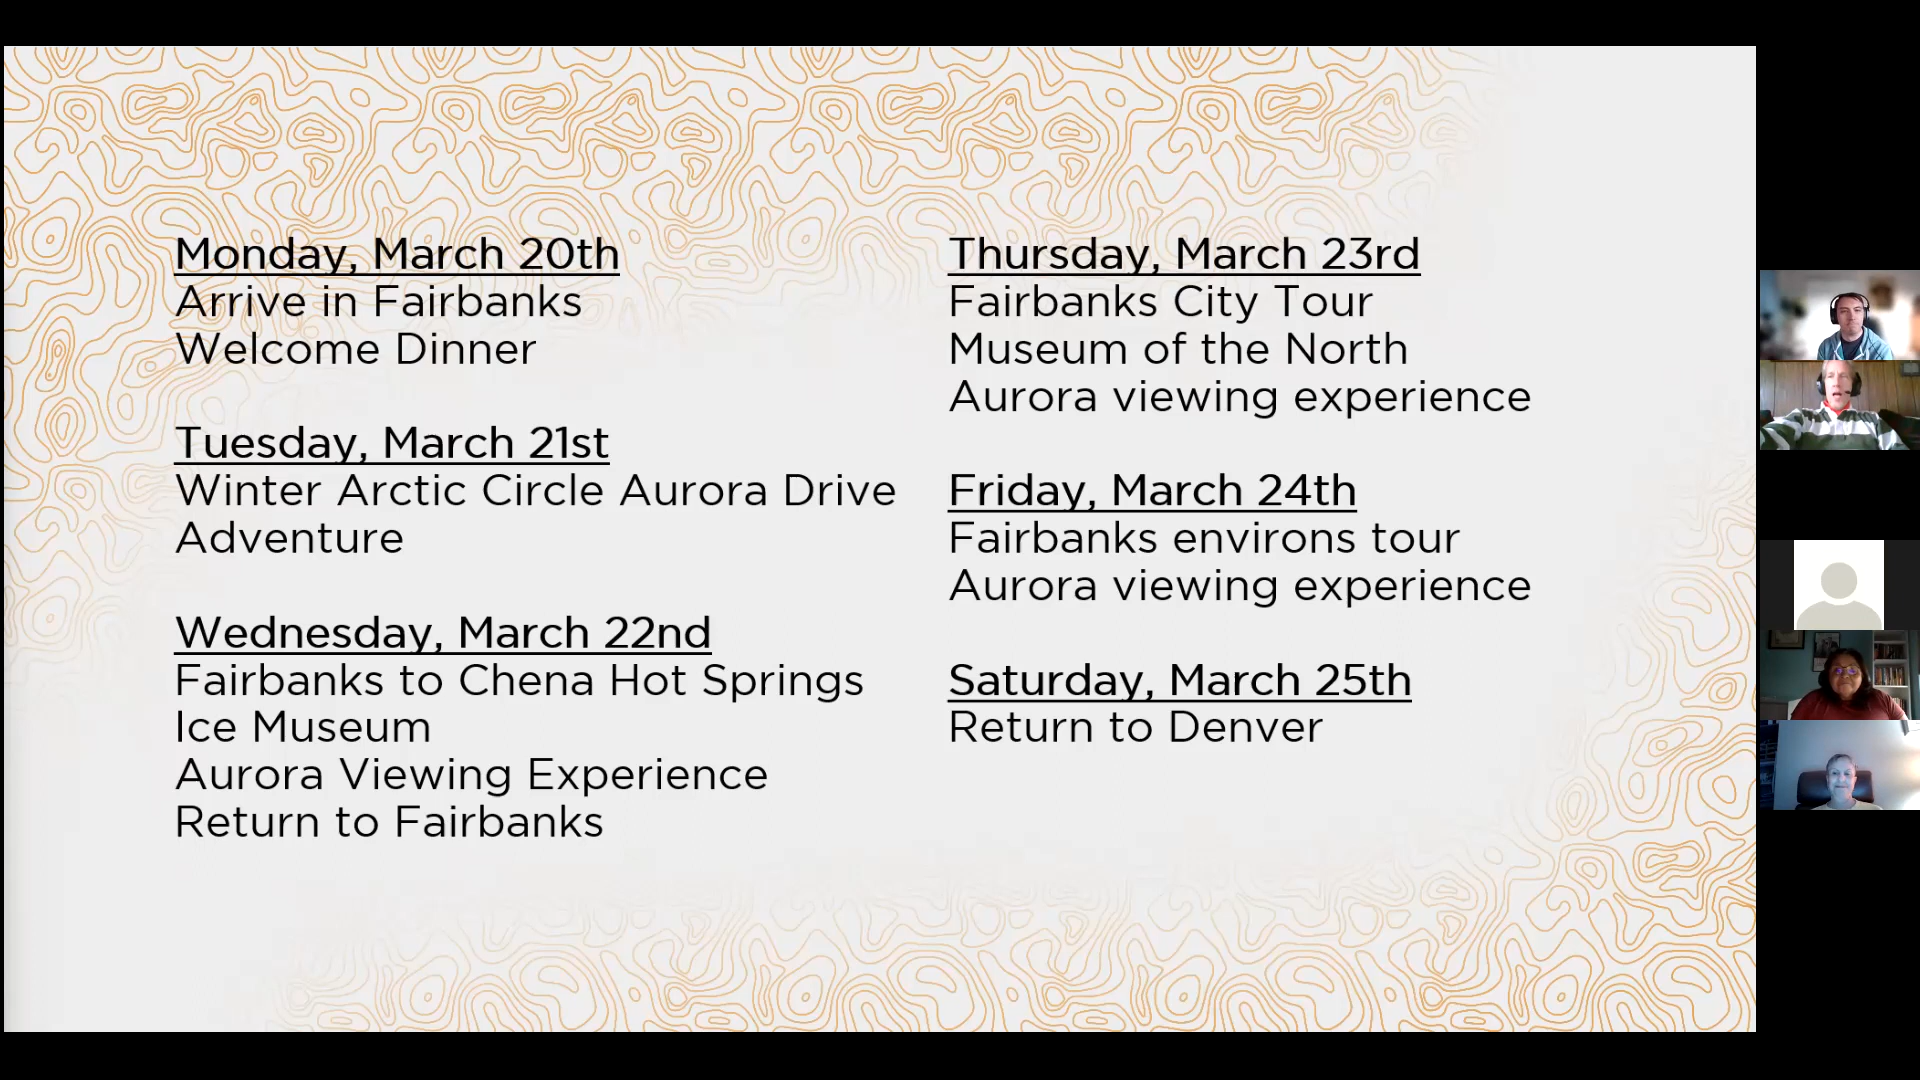 Monday, March 20th
Arrive in Fairbanks
Welcome Dinner
Tuesday, March 21st
Winter Arctic Circle Aurora Drive
Adventure
Wednesday, March 22nd
Fairbanks to Chena Hot Springs
Ice Museum
Aurora Viewing Experience
Return to Fairbanks
Thursday, March 23rd
Fairbanks City Tour
Museum of the North
Aurora viewing experience
Friday, March 24th
Fairbanks environs tour
Aurora viewing experience
Saturday, March 25th
Return to Denver